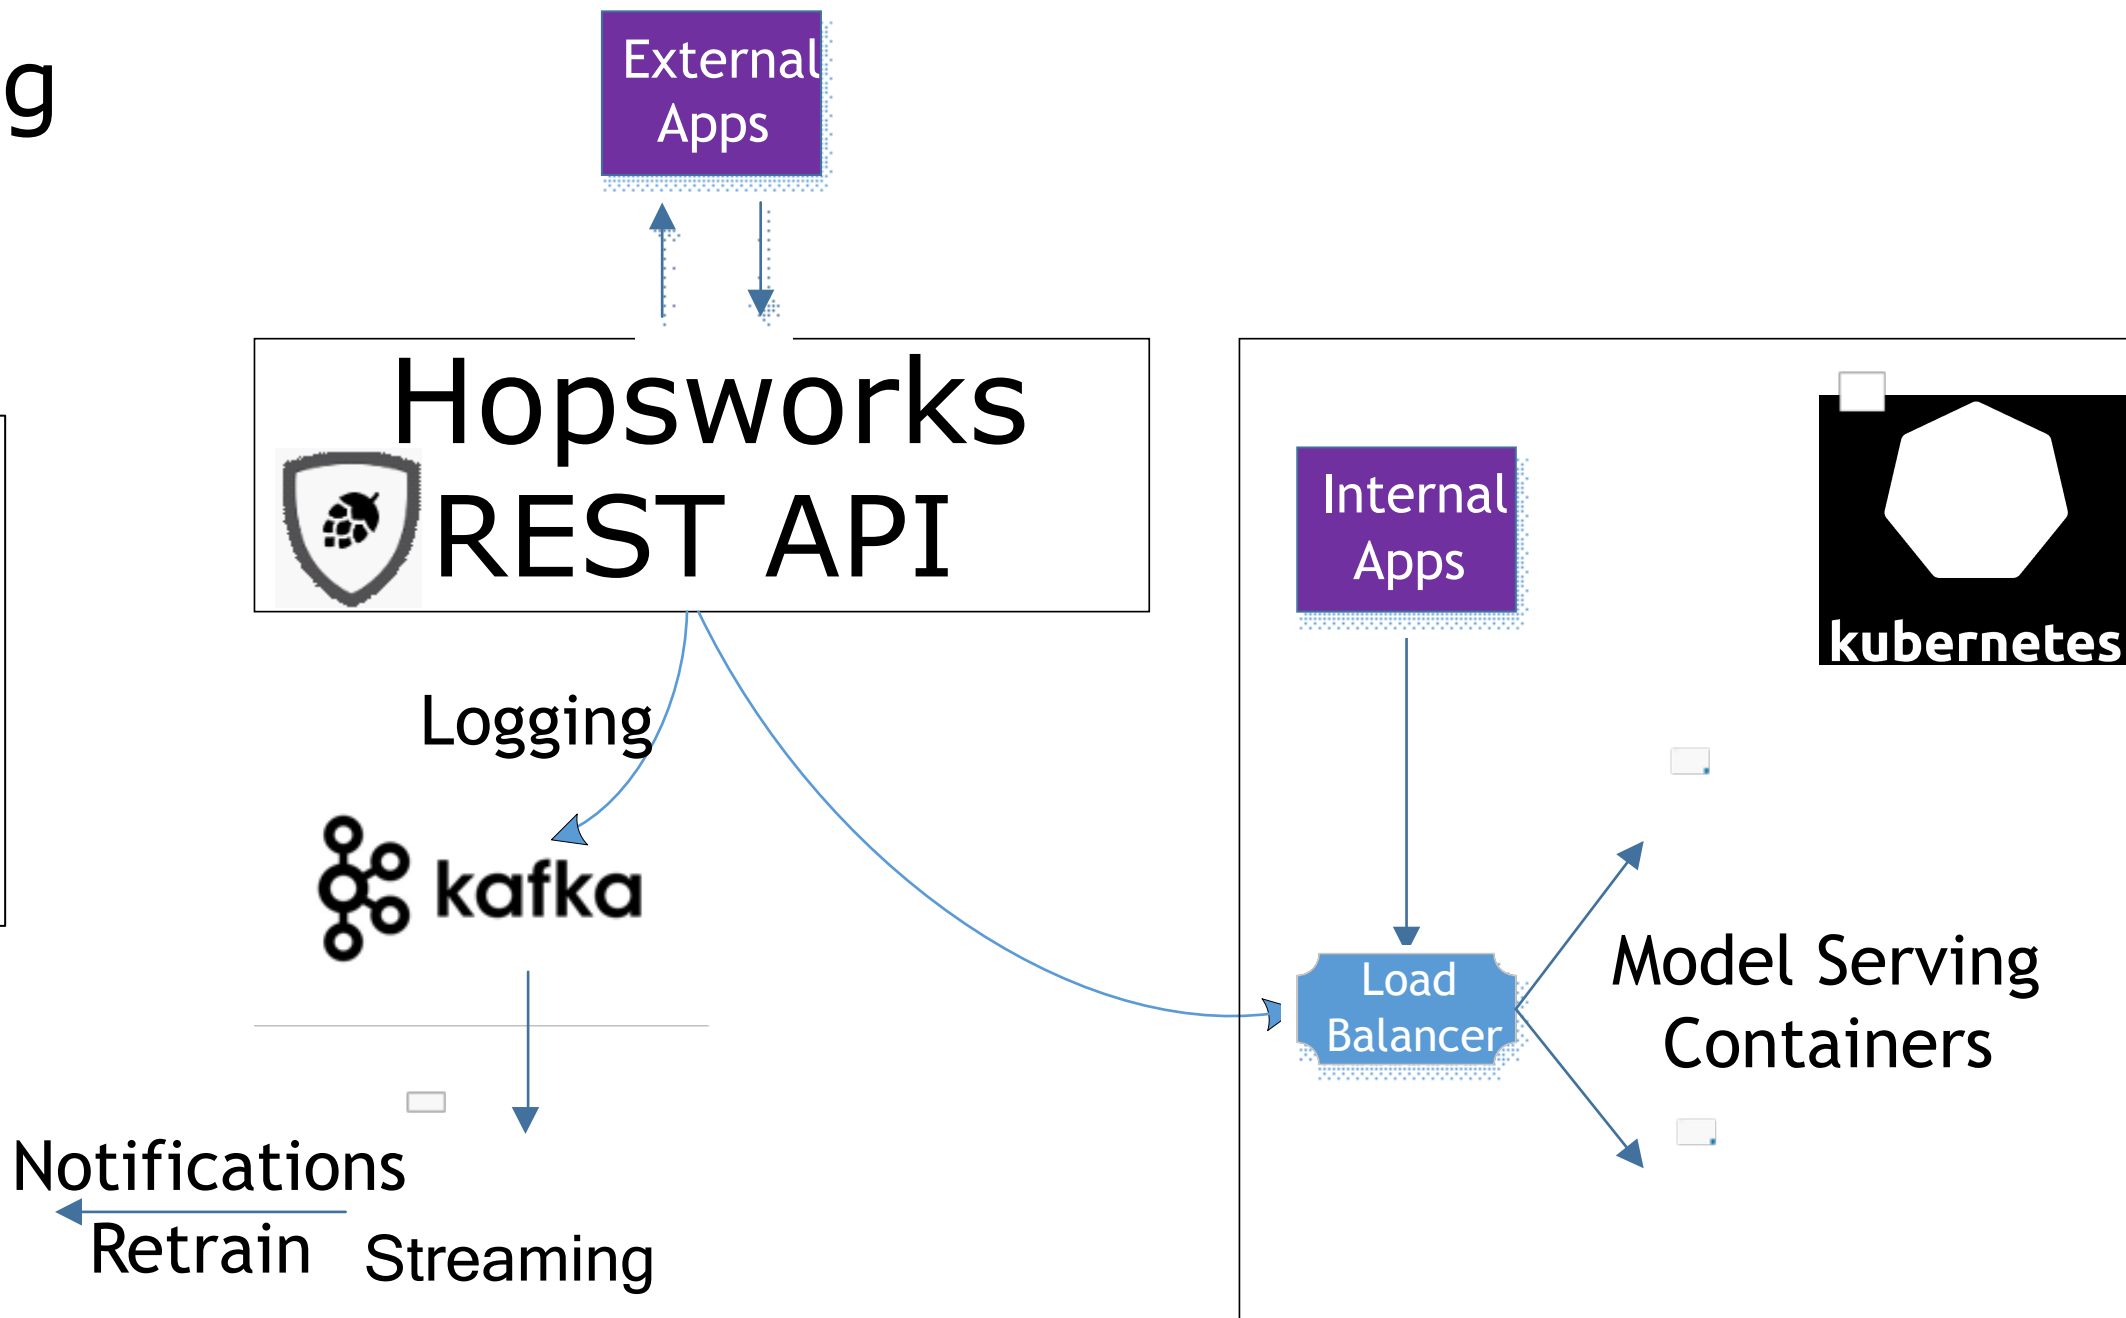 g
External
Apps
Hopsworks
REST API
Internal
Apps
kubernetes
Logging
kafka
Load
Balancer
Model Serving
Containers
Notifications
Retrain
Streaming